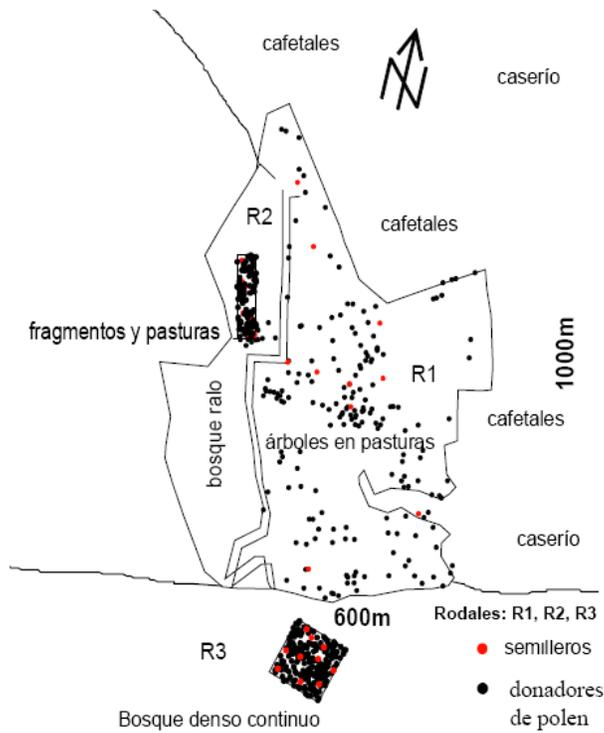 cafetales
caserío
R2
cafetales
fragmentos y pasturas
1000m
R1
bosque ralo
cafetales
árboles en pasturas
caserío
600m
Rodales: R1, R2, R3
R3
semilleros
donadores
de polen
Bosque denso continuo